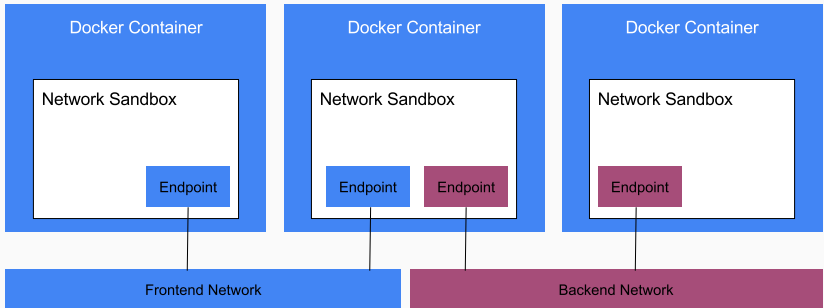 Docker Container
Docker Container
Docker Container
Network Sandbox
Network Sandbox
Network Sandbox
Endpoint
Endpoint
Endpoint
Endpoint
Frontend Network
Backend Network